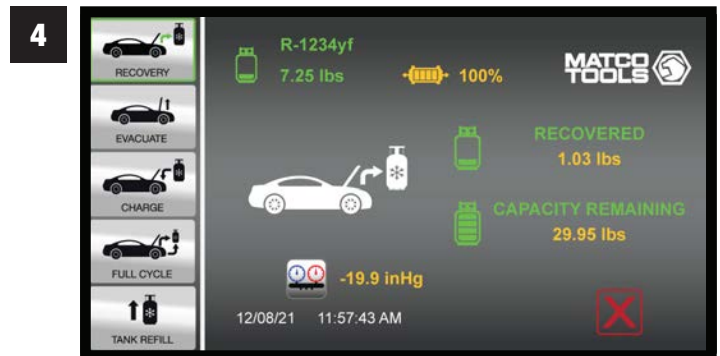 4
RECOVERY
EVACUATE
CHARGE
FULL CYCLE
TANK REFILL
R-1234yf
7.25 lbs
100%
MATCO
TOOLS
RECOVERED
1.03 lbs
CAPACITY REMAINING
29.95 lbs
-19.9 inHg
12/08/21 11:57:43 AM